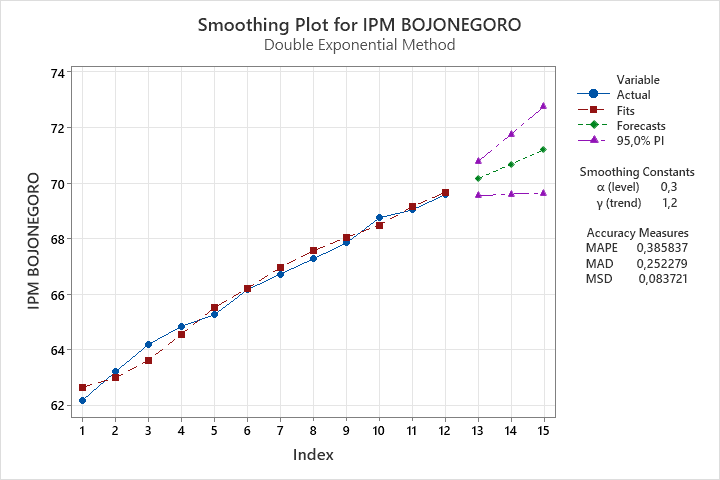 Smoothing Plot for IPM BOJONEGORO
Double Exponential Method
IPM BOJONEGORO
74
72
70
68
66
64
62
1 2 3 4 5 6 7 8 9 10 11 12 13 14 15
Index
Variable
Actual
Fits
Forecasts
95,0% PI
Smoothing Constants
α (level) 0,3
γ (trend) 1,2
Accuracy Measures
MAPE 0,385837
MAD 0,252279
MSD 0,083721